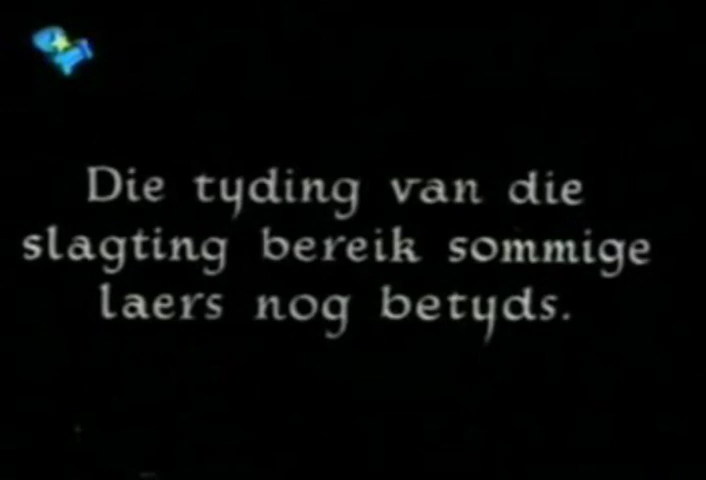 Die tyding van die
slagting bereik sommige
laers nog betyds.